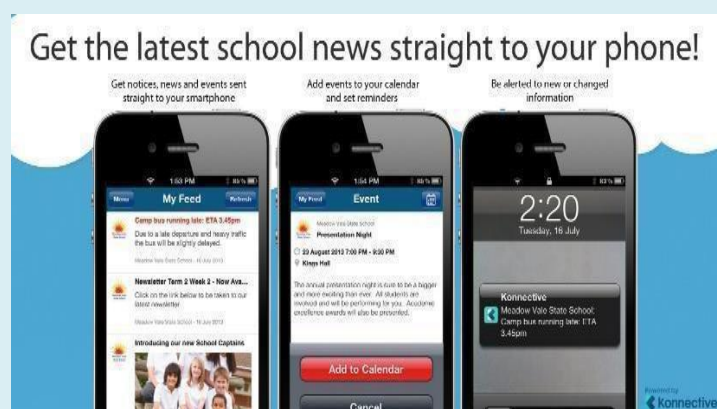 Get the latest school news straight to your phone!
Get notices, news and events sent
straight to your smartphone
Add events to your calendar
and set reminders
Be alerted to new or changed
information
1:53 PM
Menu
My Feed
Refresh
Camp bus running late: ETA 3.45pm
Due to a late departure and heavy traffic
the bus will be slightly delayed.
Meadow Vale State School - 16 July 2013
Newsletter Term 2 Week 2 - Now Ava...
Click on the link below to be taken to our
latest newsletter.
Meadow Vale State School - 16 July 2013
Introducing our new School Captains
1:54 PM
My Feed
Event
Meadow Vale State School
Presentation Night
23 August 2013 7:00 PM - 9:30 PM
Kings Hall
The annual presentation night is sure to be a bigger
and more exciting than ever. All students are
involved and will be performing for you. Academic
excellence awards will also be presented.
Add to Calendar
Cancel
2:20
Tuesday, 16 July
Konnective
Meadow Vale State School:
Camp bus running late: ETA
3.45pm
Powered by
Konnective